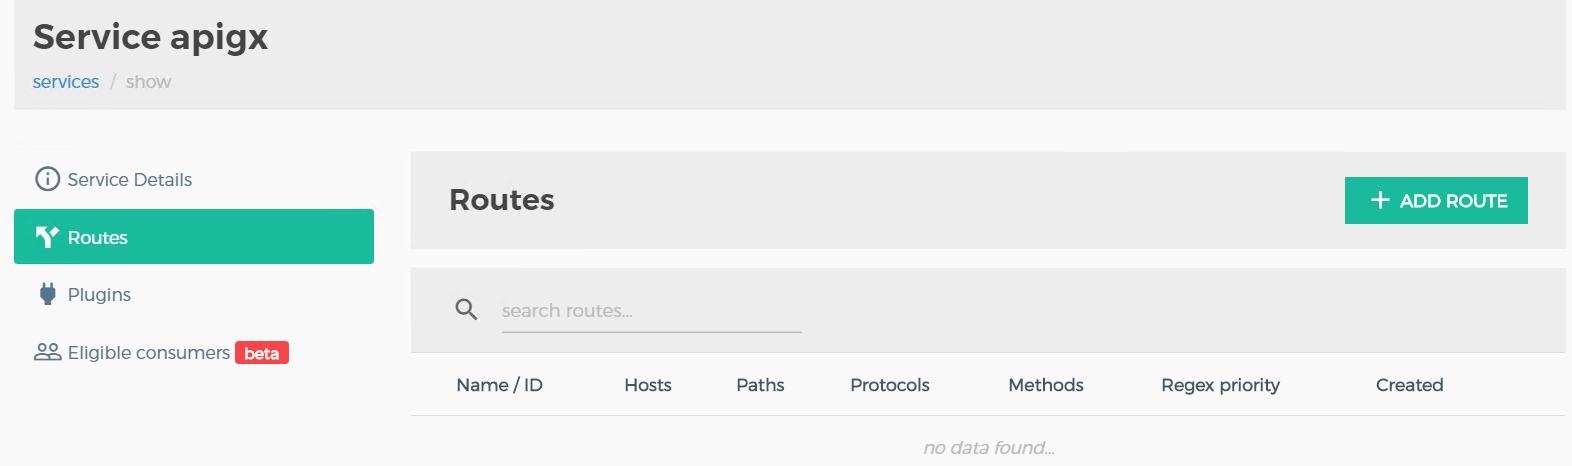 Service apigx
services / show
Service Details
Routes
Plugins
Eligible consumers beta
Routes
+ ADD ROUTE
search routes...
Name / ID Hosts Paths Protocols Methods Regex priority Created
no data found...